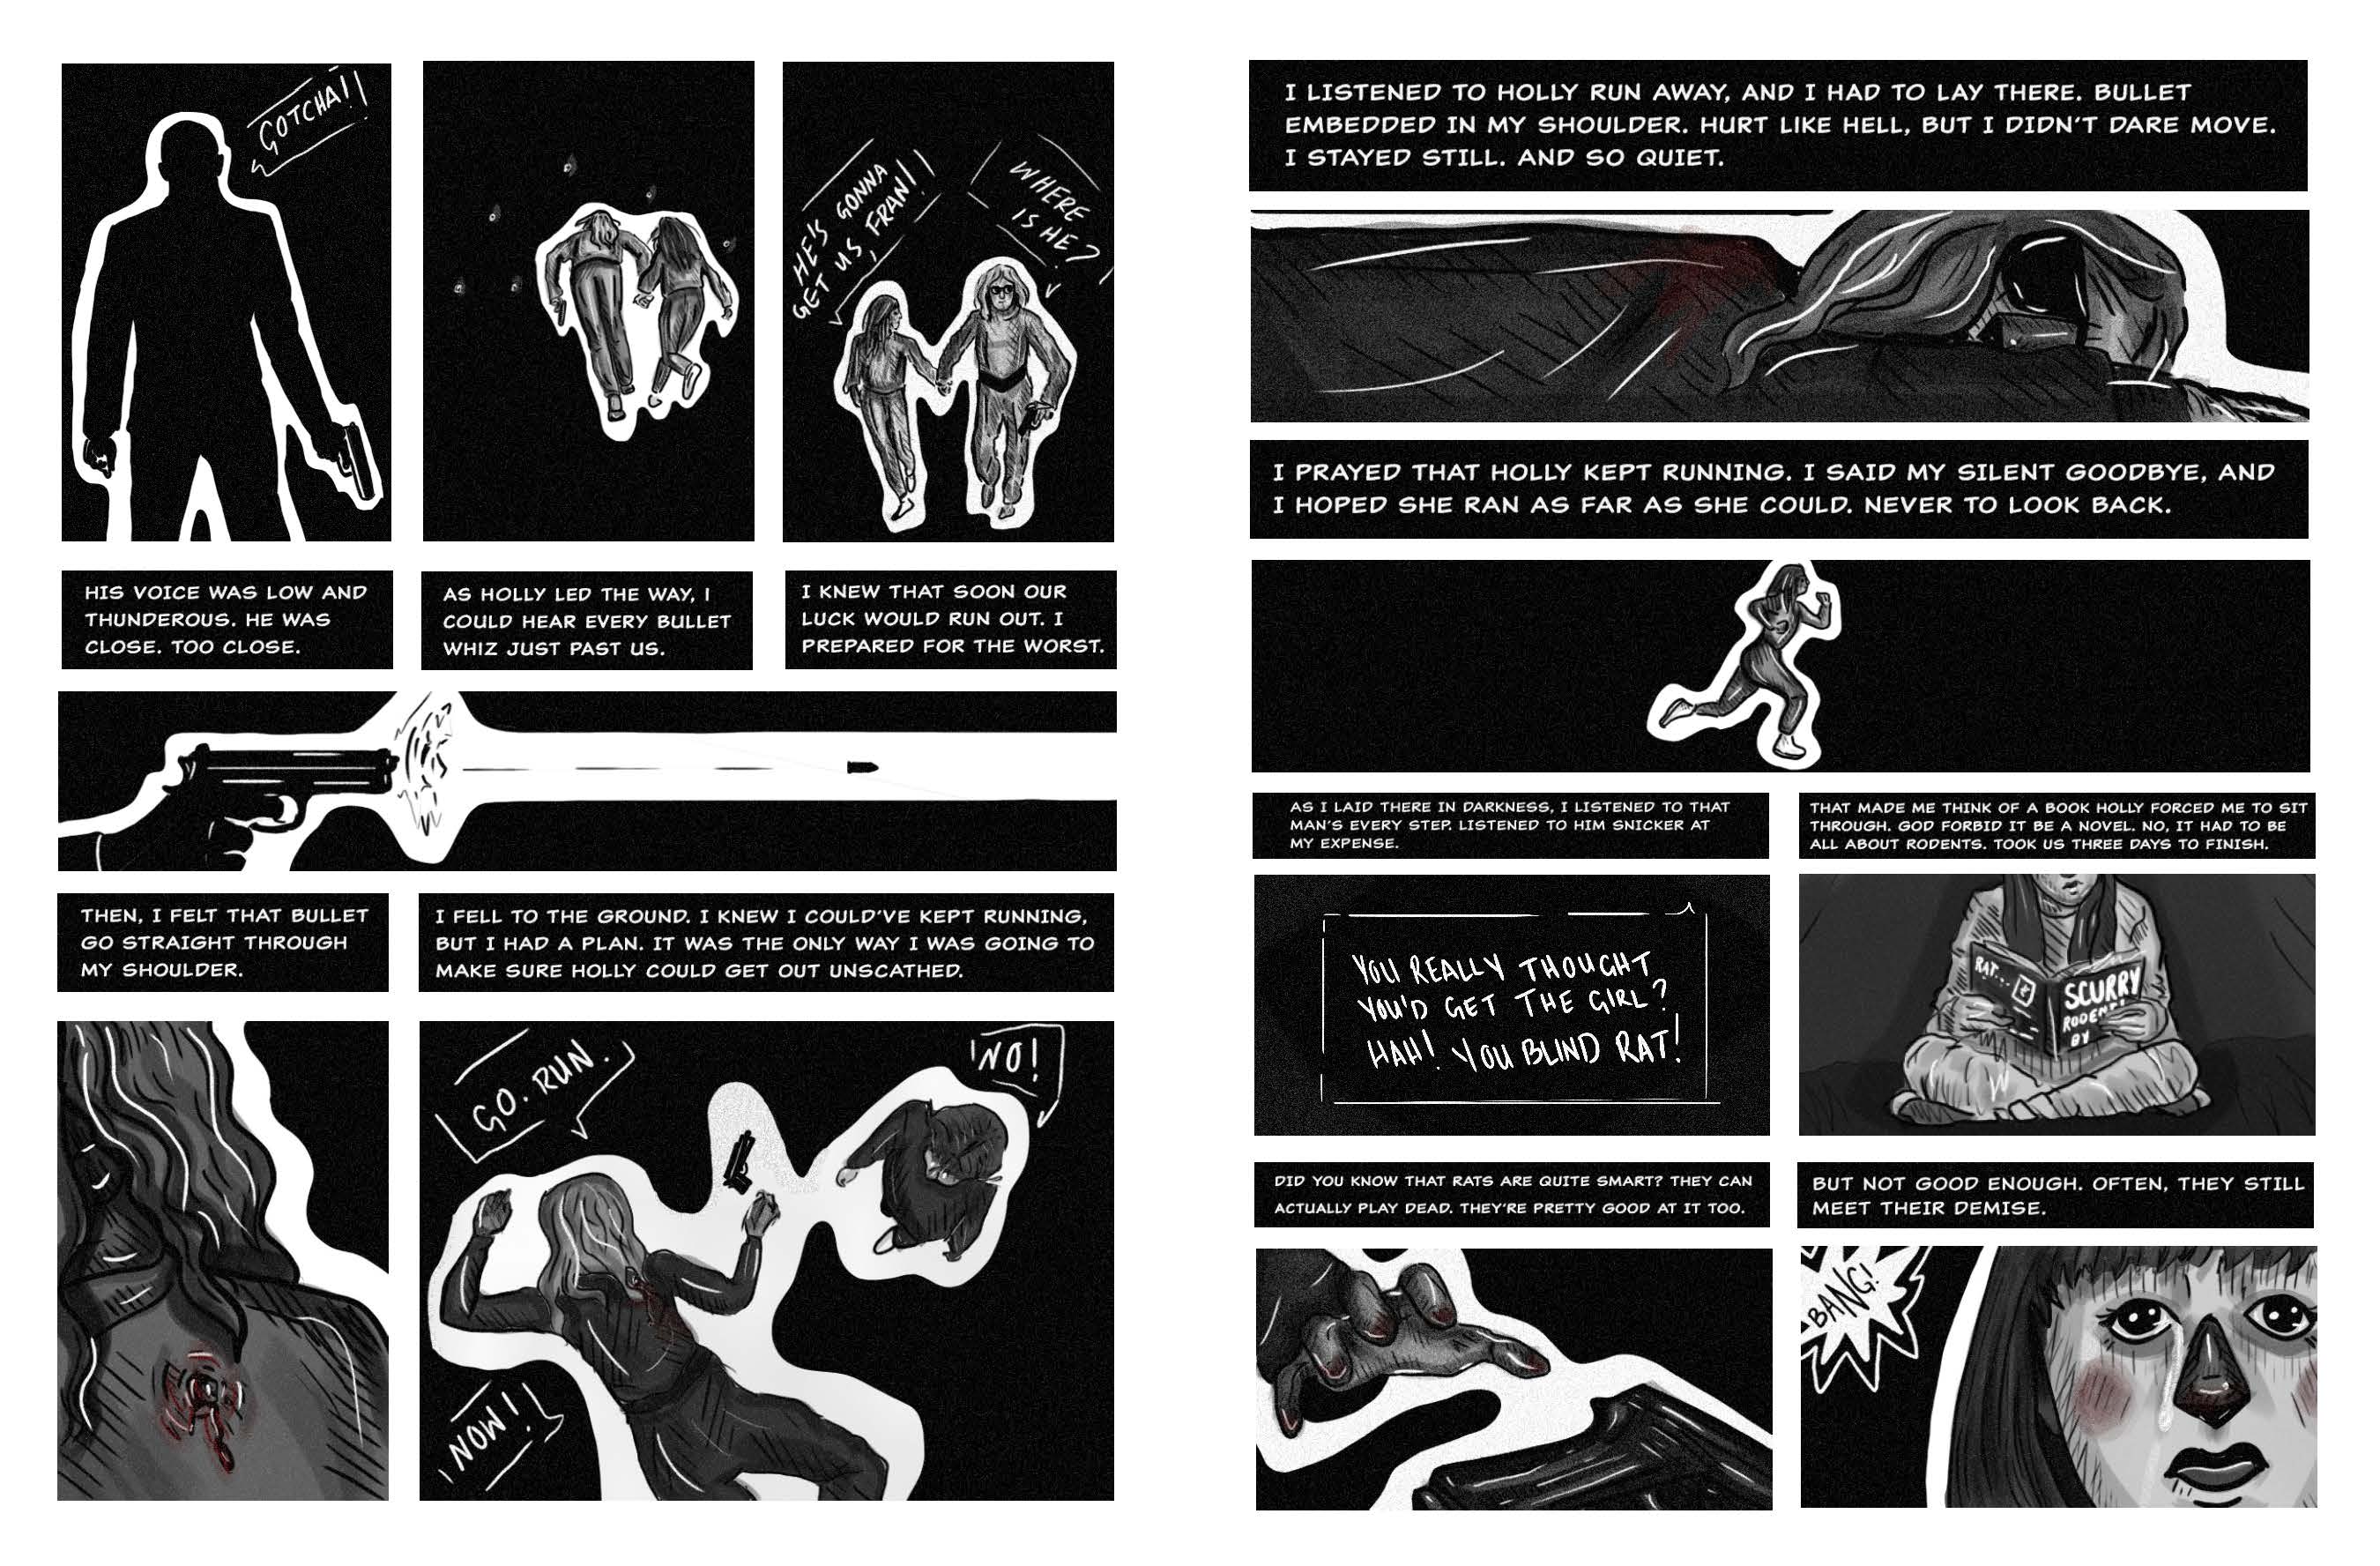 GOTCHA!!
HE'S GONNA
GET US, FRAN!!
WHERE
IS HE?
HIS VOICE WAS LOW AND
THUNDEROUS. HE WAS
CLOSE. TOO CLOSE.
AS HOLLY LED THE WAY, I
COULD HEAR EVERY BULLET
WHIZ JUST PAST US.
I KNEW THAT SOON OUR
LUCK WOULD RUN OUT. I
PREPARED FOR THE WORST.
THEN, I FELT THAT BULLET
GO STRAIGHT THROUGH
MY SHOULDER.
I FELL TO THE GROUND. I KNEW I COULD'VE KEPT RUNNING,
BUT I HAD A PLAN. IT WAS THE ONLY WAY I WAS GOING TO
MAKE SURE HOLLY COULD GET OUT UNSCATHED.
GO. RUN.
NO!
NOW!
I LISTENED TO HOLLY RUN AWAY, AND I HAD TO LAY THERE. BULLET
EMBEDDED IN MY SHOULDER. HURT LIKE HELL, BUT I DIDN'T DARE MOVE.
I STAYED STILL. AND SO QUIET.
I PRAYED THAT HOLLY KEPT RUNNING. I SAID MY SILENT GOODBYE, AND
I HOPED SHE RAN AS FAR AS SHE COULD. NEVER TO LOOK BACK.
AS I LAID THERE IN DARKNESS, I LISTENED TO THAT
MAN'S EVERY STEP. LISTENED TO HIM SNICKER AT
MY EXPENSE.
THAT MADE ME THINK OF A BOOK HOLLY FORCED ME TO SIT
THROUGH. GOD FORBID IT BE A NOVEL. NO, IT HAD TO BE
ALL ABOUT RODENTS. TOOK US THREE DAYS TO FINISH.
YOU REALLY THOUGHT
YOU'D GET THE GIRL?
HAH! YOU BLIND RAT!
RAT...
SCURRY
RODENT!
BY
DID YOU KNOW THAT RATS ARE QUITE SMART? THEY CAN
ACTUALLY PLAY DEAD. THEY'RE PRETTY GOOD AT IT TOO.
BUT NOT GOOD ENOUGH. OFTEN, THEY STILL
MEET THEIR DEMISE.
BANG!